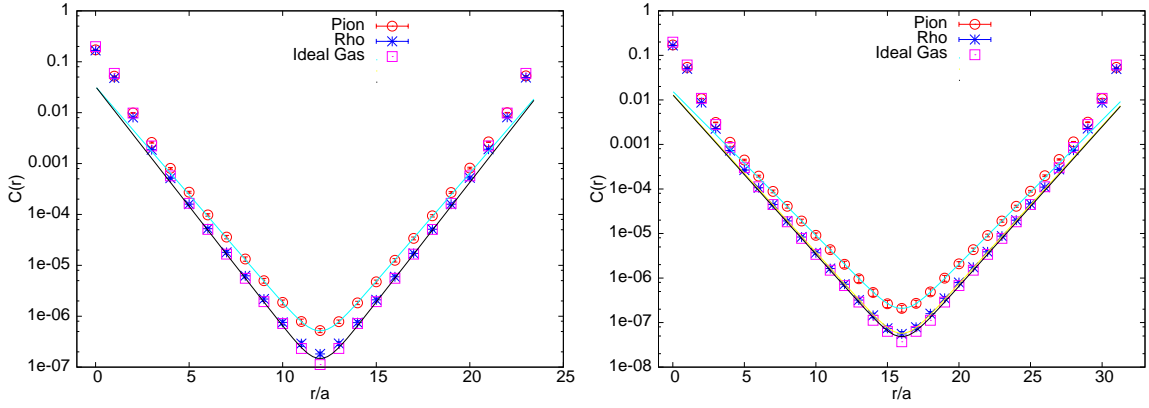 Pion
Rho
Ideal Gas
C(r)
1
0.1
0.01
0.001
1e-04
1e-05
1e-06
1e-07
0 5 10 15 20 25
r/a
Pion
Rho
Ideal Gas
C(r)
1
0.1
0.01
0.001
1e-04
1e-05
1e-06
1e-07
1e-08
0 5 10 15 20 25 30
r/a